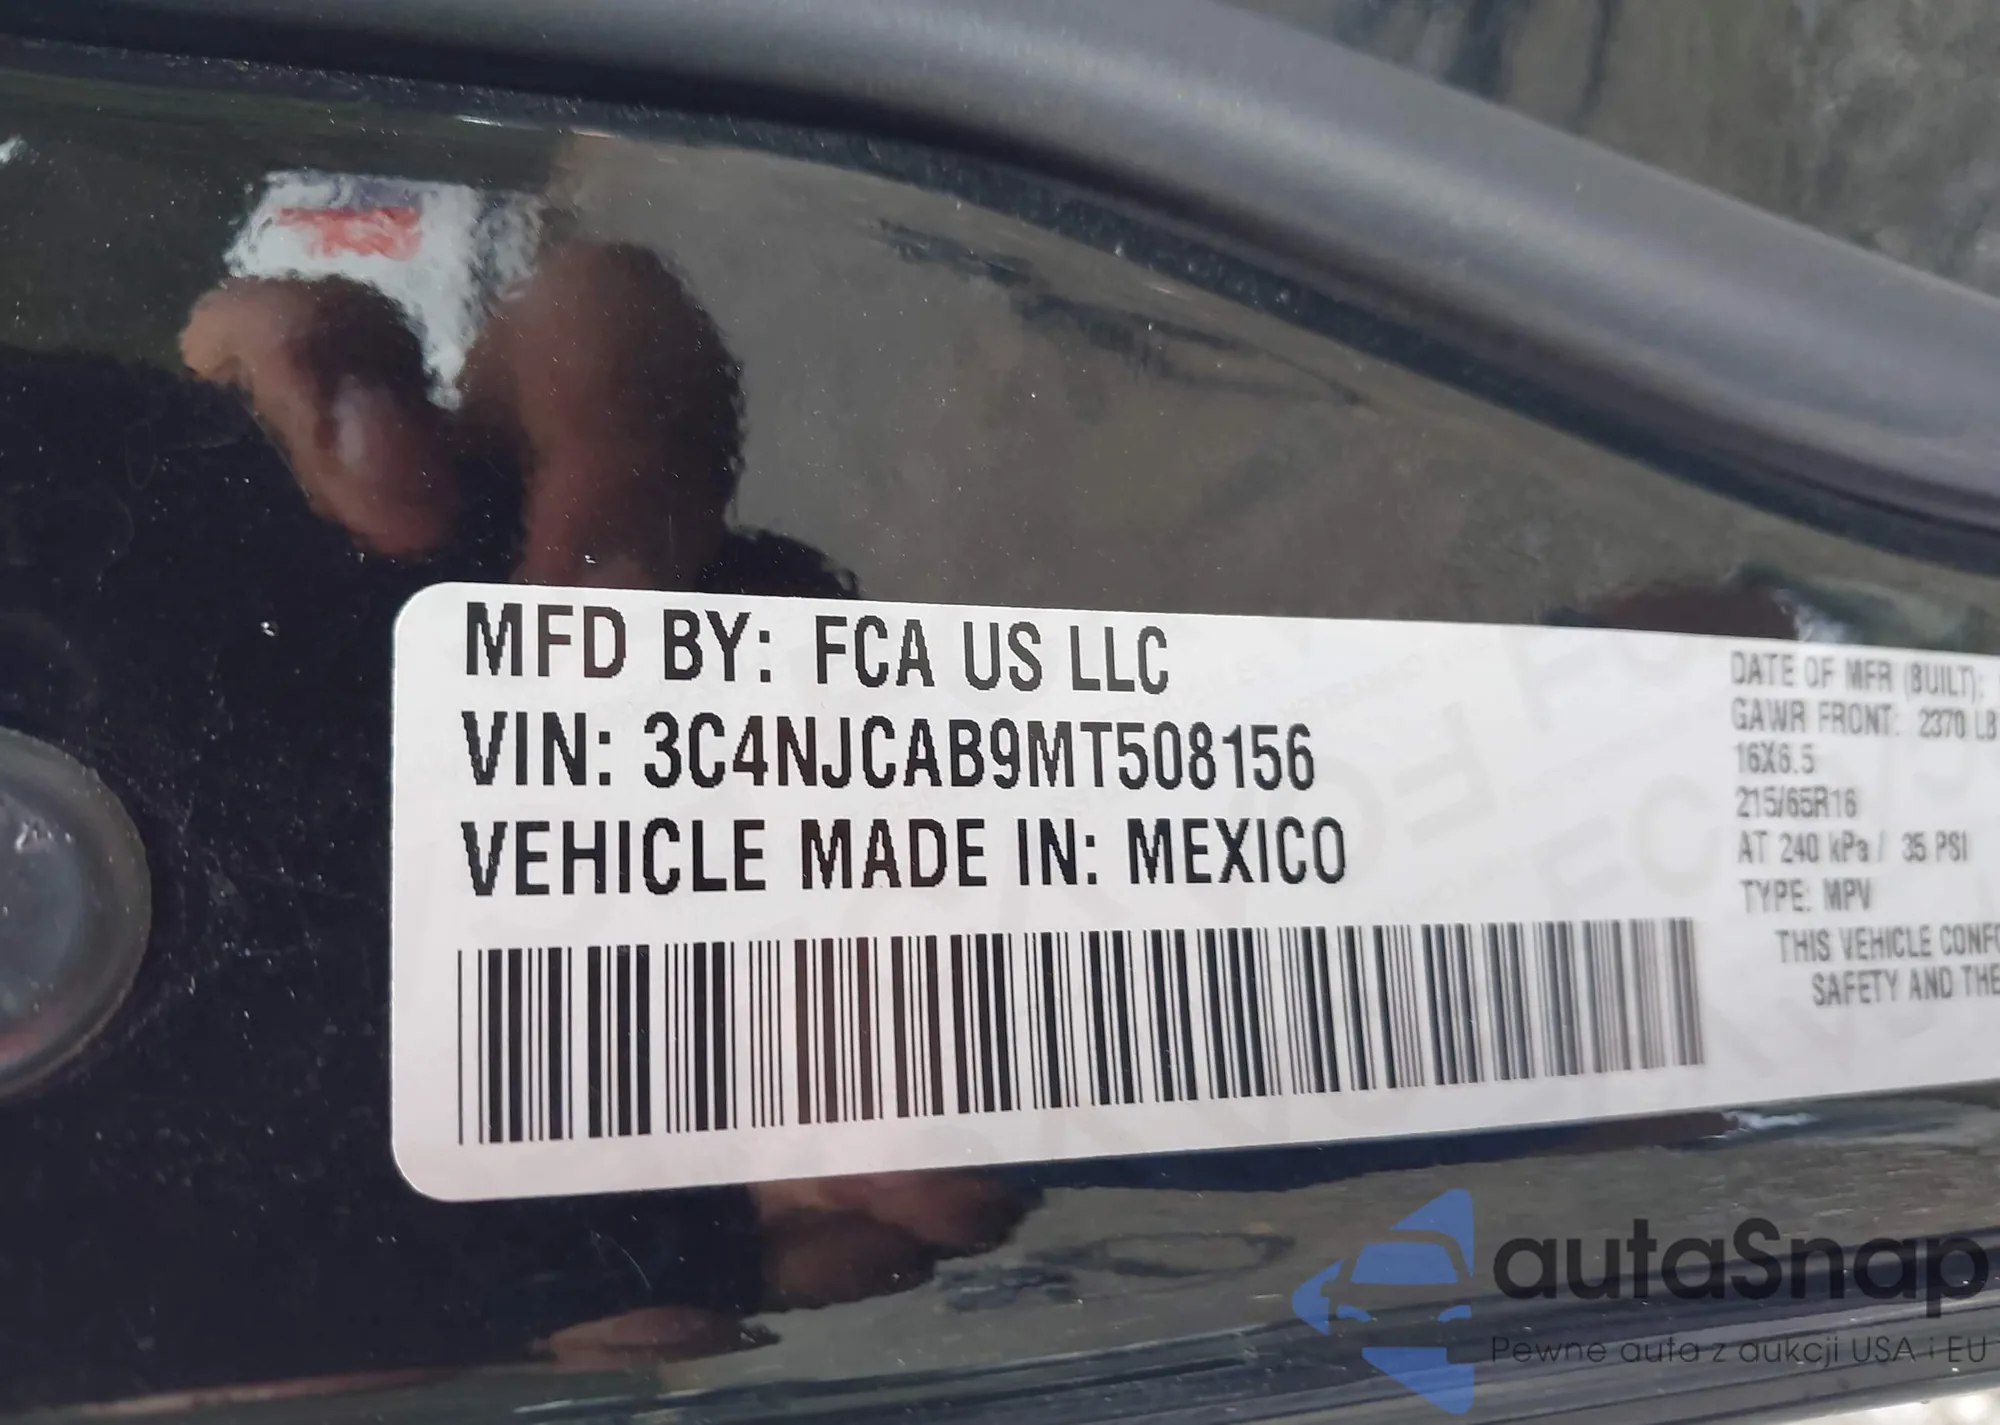 MFD BY: FCA US LLC
VIN: 3C4NJCAB9MT508156
VEHICLE MADE IN: MEXICO
DATE OF MFR (BUILT):
GAWR FRONT: 2370 LB
16X6.5
215/65R16
AT 240 kPa / 35 PSI
TYPE: MPV
THIS VEHICLE CONFO
SAFETY AND THE
autaSnap
Pewne auta z aukcji USA i EU